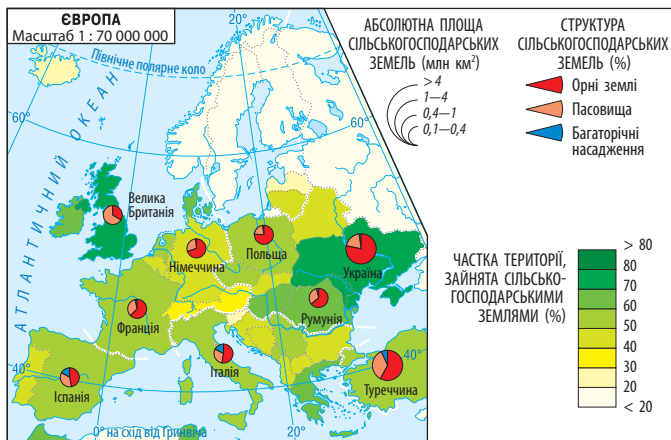 ЄВРОПА
Масштаб 1 : 70 000 000
20°
Північне полярне коло
60°
60°
АТЛАНТИЧНИЙ ОКЕАН
Велика
Британія
Німеччина
Польща
Україна
Франція
Румунія
Італія
Іспанія
Туреччина
40°
40°
0° на схід від Гринвіча
20°
АБСОЛЮТНА ПЛОЩА
СІЛЬСЬКОГОСПОДАРСЬКИХ
ЗЕМЕЛЬ (млн км²)
> 4
1—4
0,4—1
0,1—0,4
СТРУКТУРА
СІЛЬСЬКОГОСПОДАРСЬКИХ
ЗЕМЕЛЬ (%)
Орні землі
Пасовища
Багаторічні
насадження
ЧАСТКА ТЕРИТОРІЇ,
ЗАЙНЯТА СІЛЬСЬКО-
ГОСПОДАРСЬКИМИ
ЗЕМЛЯМИ (%)
> 80
80
70
60
50
40
30
20
< 20